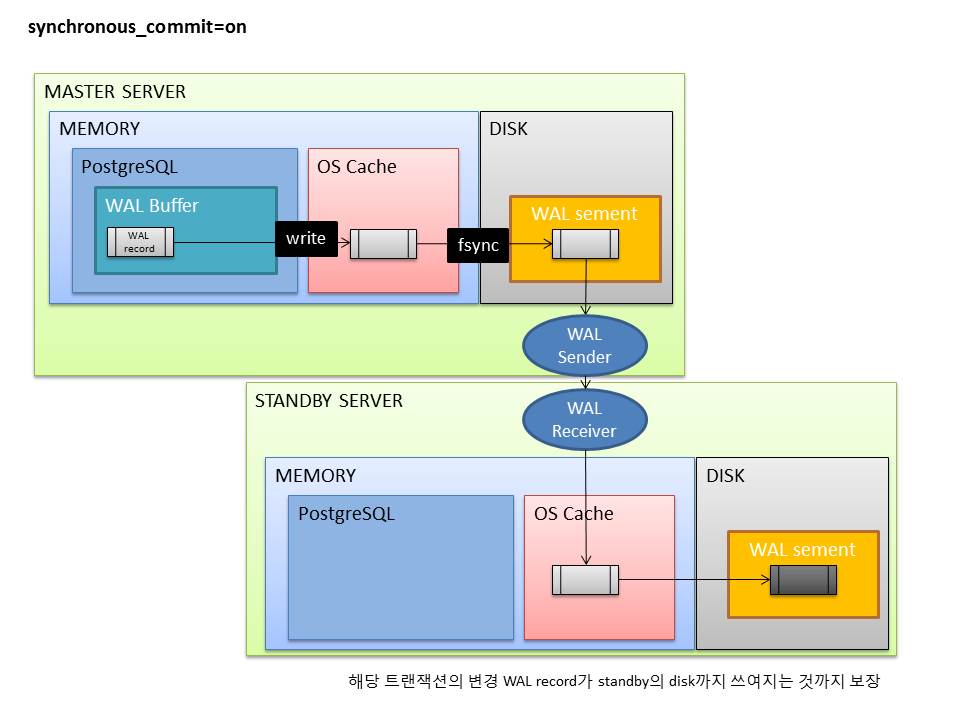 synchronous_commit=on
MASTER SERVER
MEMORY
DISK
PostgreSQL
OS Cache
WAL Buffer
WAL sement
WAL
record
write
fsync
WAL
Sender
STANDBY SERVER
WAL
Receiver
MEMORY
DISK
PostgreSQL
OS Cache
WAL sement
해당 트랜잭션의 변경 WAL record가 standby의 disk까지 쓰여지는 것까지 보장